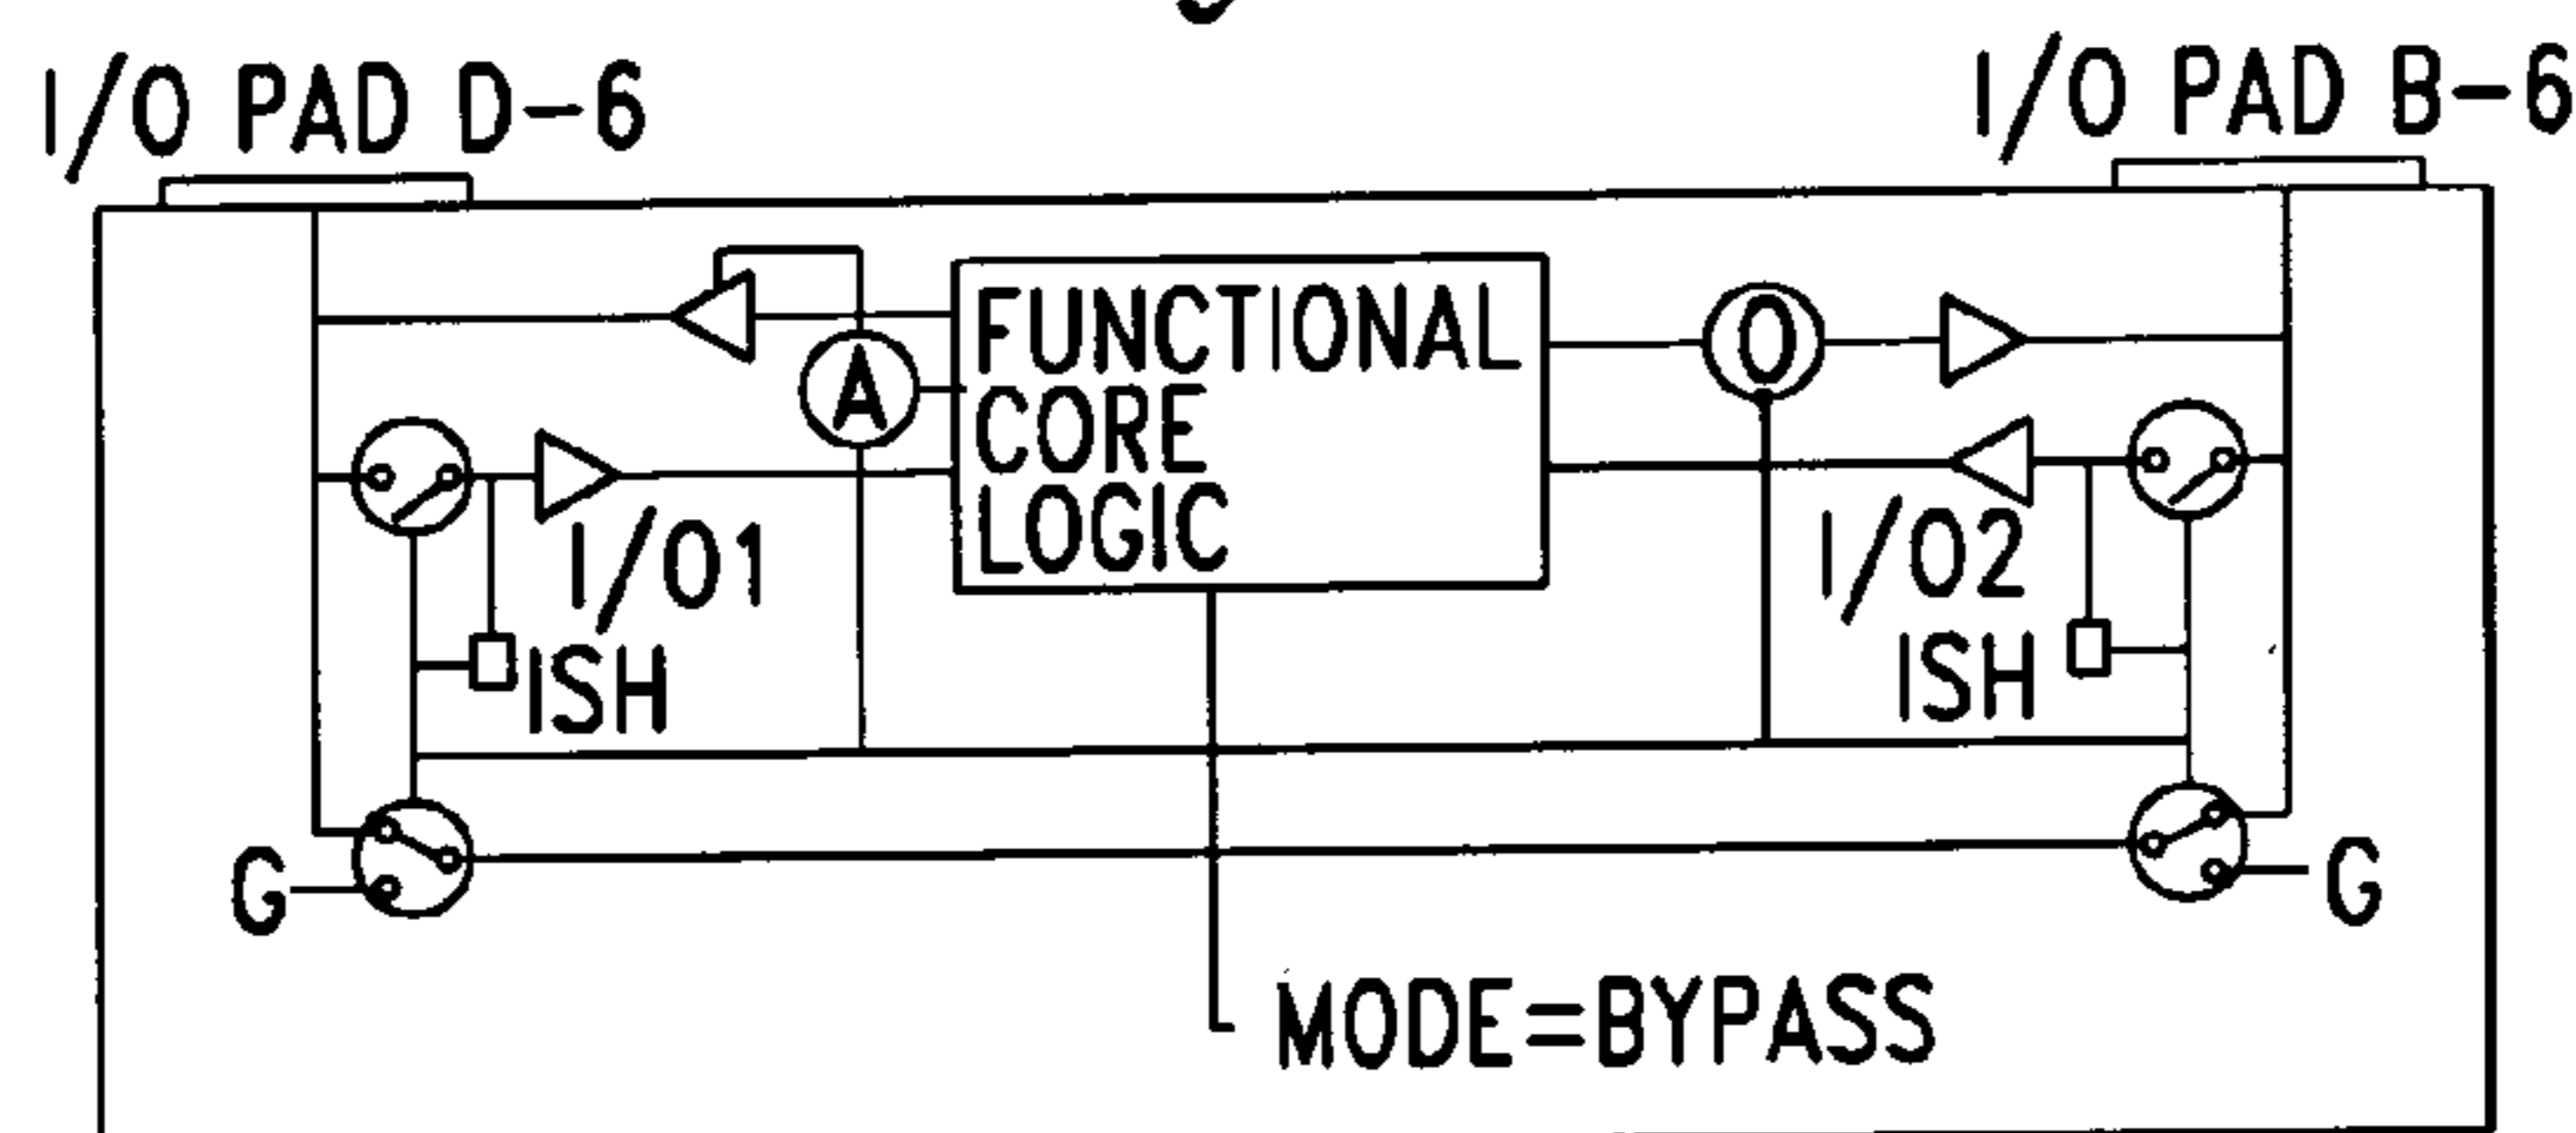 I/O PAD D-6
I/O PAD B-6
FUNCTIONAL
CORE
LOGIC
A
O
I/O1
ISH
I/O2
ISH
G
G
MODE=BYPASS